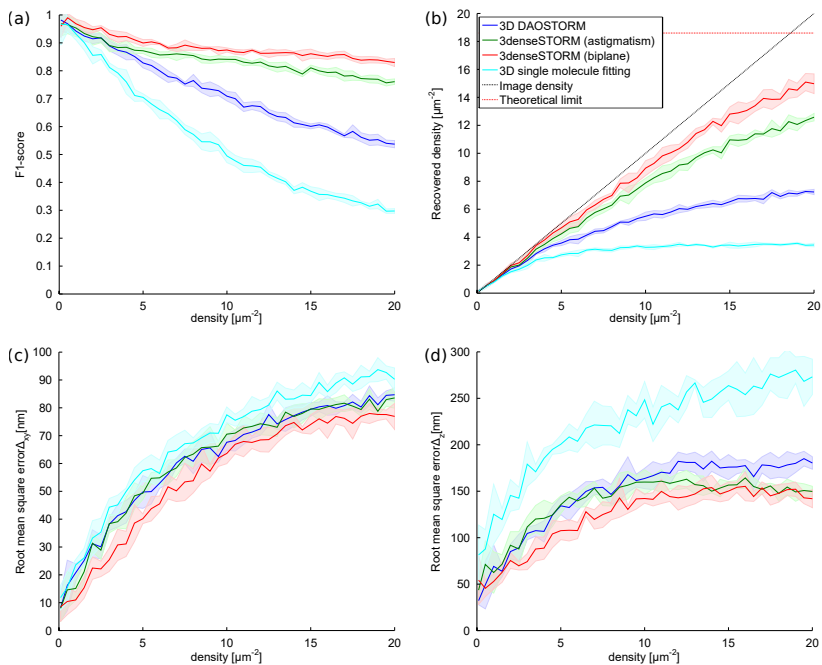 (a)
F1-score
1
0.9
0.8
0.7
0.6
0.5
0.4
0.3
0.2
0.1
0
0 5 10 15 20
density [µm-2]
(b)
Recovered density [µm-2]
20
18
16
14
12
10
8
6
4
2
0
3D DAOSTORM
3denseSTORM (astigmatism)
3denseSTORM (biplane)
3D single molecule fitting
Image density
Theoretical limit
0 5 10 15 20
density [µm-2]
(c)
Root mean square errorΔxy[nm]
100
90
80
70
60
50
40
30
20
10
0
0 5 10 15 20
density [µm-2]
(d)
Root mean square errorΔz[nm]
300
250
200
150
100
50
0
0 5 10 15 20
density [µm-2]